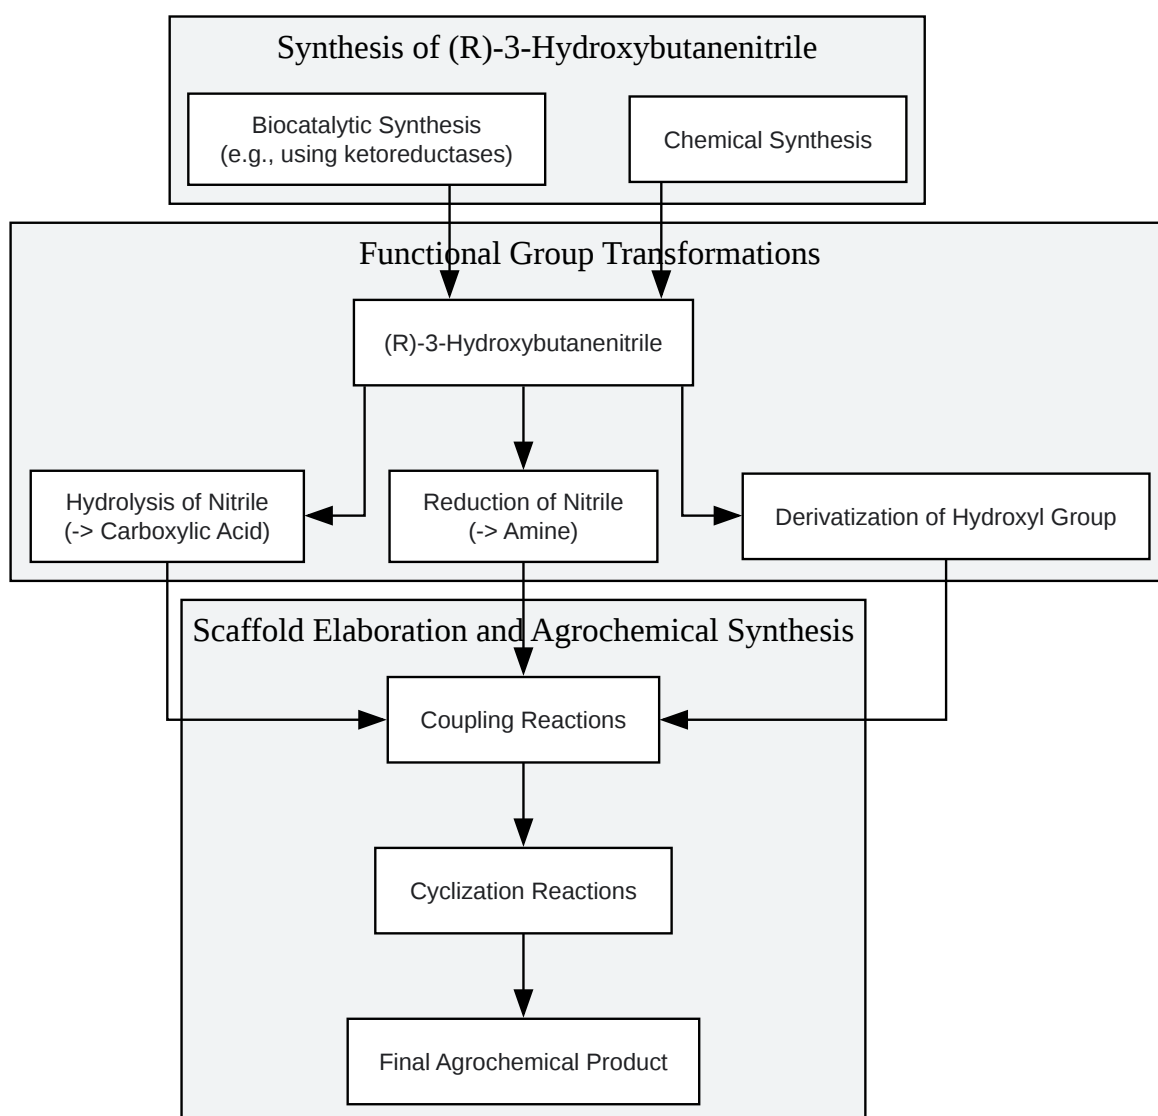 Synthesis of (R)-3-Hydroxybutanenitrile
Biocatalytic Synthesis
(e.g., using ketoreductases)
Chemical Synthesis
Functional Group Transformations
(R)-3-Hydroxybutanenitrile
Hydrolysis of Nitrile
(-> Carboxylic Acid)
Reduction of Nitrile
(-> Amine)
Derivatization of Hydroxyl Group
Scaffold Elaboration and Agrochemical Synthesis
Coupling Reactions
Cyclization Reactions
Final Agrochemical Product